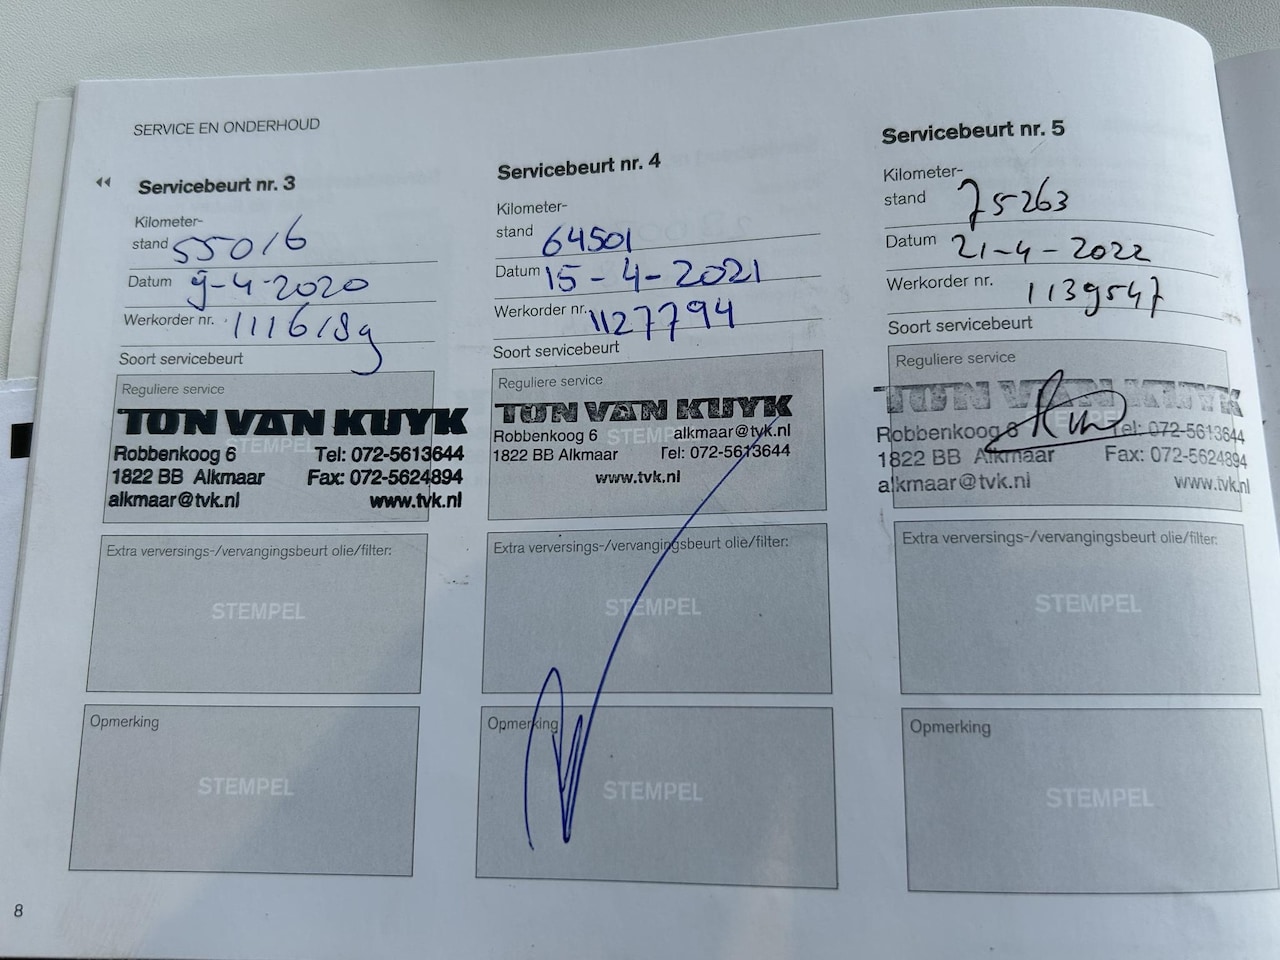 SERVICE EN ONDERHOUD
Servicebeurt nr. 3
Kilometer-
stand 55016
Datum 9-4-2020
Werkorder nr. 1116189
Soort servicebeurt
Reguliere service
STEMPEL
TON VAN KUYK
Robbenkoog 6 Tel: 072-5613644
1822 BB Alkmaar Fax: 072-5624894
alkmaar@tvk.nl www.tvk.nl
Extra verversings-/vervangingsbeurt olie/filter:
STEMPEL
Opmerking
STEMPEL
Servicebeurt nr. 4
Kilometer-
stand 64501
Datum 15-4-2021
Werkorder nr. 1127794
Soort servicebeurt
Reguliere service
STEMPEL
TON VAN KUYK
Robbenkoog 6 alkmaar@tvk.nl
1822 BB Alkmaar Tel: 072-5613644
www.tvk.nl
Extra verversings-/vervangingsbeurt olie/filter:
STEMPEL
Opmerking
STEMPEL
Servicebeurt nr. 5
Kilometer-
stand 75263
Datum 21-4-2022
Werkorder nr. 1139547
Soort servicebeurt
Reguliere service
TON VAN KUYK
Robbenkoog 6 Tel: 072-5613644
1822 BB Alkmaar Fax: 072-5624894
alkmaar@tvk.nl www.tvk.nl
Extra verversings-/vervangingsbeurt olie/filter:
STEMPEL
Opmerking
STEMPEL
8